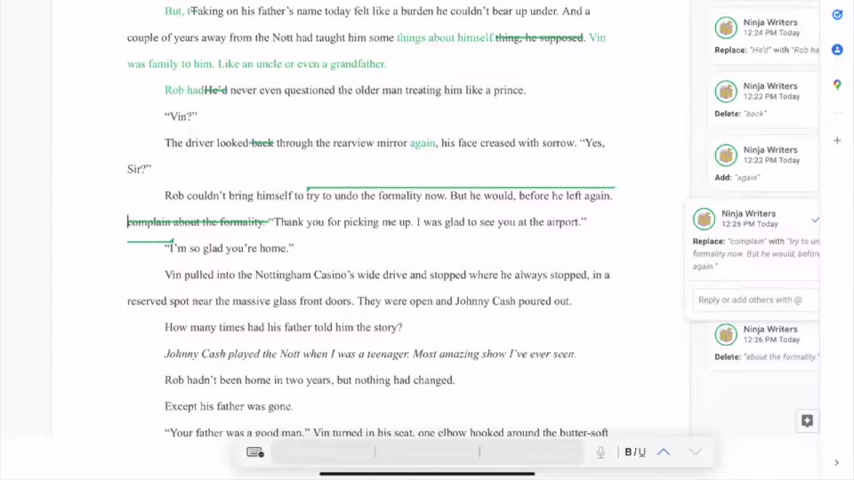 But, tTaking on his father's name today felt like a burden he couldn't bear up under. And a
couple of years away from the Nott had taught him some things about himself.thing, he supposed. Vin
was family to him. Like an uncle or even a grandfather.
Rob hadHe'd never even questioned the older man treating him like a prince.
"Vin?"
The driver looked back through the rearview mirror again, his face creased with sorrow. "Yes,
Sir?"
Rob couldn't bring himself to try to undo the formality now. But he would, before he left again.
complain about the formality. "Thank you for picking me up. I was glad to see you at the airport."
"I'm so glad you're home."
Vin pulled into the Nottingham Casino's wide drive and stopped where he always stopped, in a
reserved spot near the massive glass front doors. They were open and Johnny Cash poured out.
How many times had his father told him the story?
Johnny Cash played the Nott when I was a teenager. Most amazing show I've ever seen.
Rob hadn't been home in two years, but nothing had changed.
Except his father was gone.
"Your father was a good man." Vin turned in his seat, one elbow hooked around the butter-soft
Ninja Writers
12:24 PM Today
Replace: "He'd" with "Rob ha
Ninja Writers
12:22 PM Today
Delete: "back"
Ninja Writers
12:22 PM Today
Add: "again"
Ninja Writers
12:26 PM Today
Replace: "complain" with "try to un
formality now. But he would, before
again."
Reply or add others with @
Ninja Writers
12:26 PM Today
Delete: "about the formality."
B I U